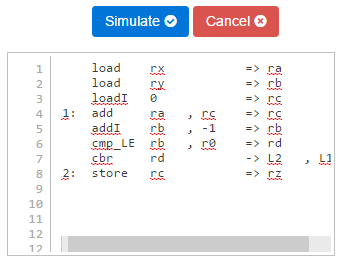 Simulate Cancel
1 load rx => ra
2 load ry => rb
3 loadI 0 => rc
4 1: add ra , rc => rc
5 addI rb , -1 => rb
6 cmp_LE rb , r0 => rd
7 cbr rd -> L2 , L1
8 2: store rc => rz
9
10
11
12
12